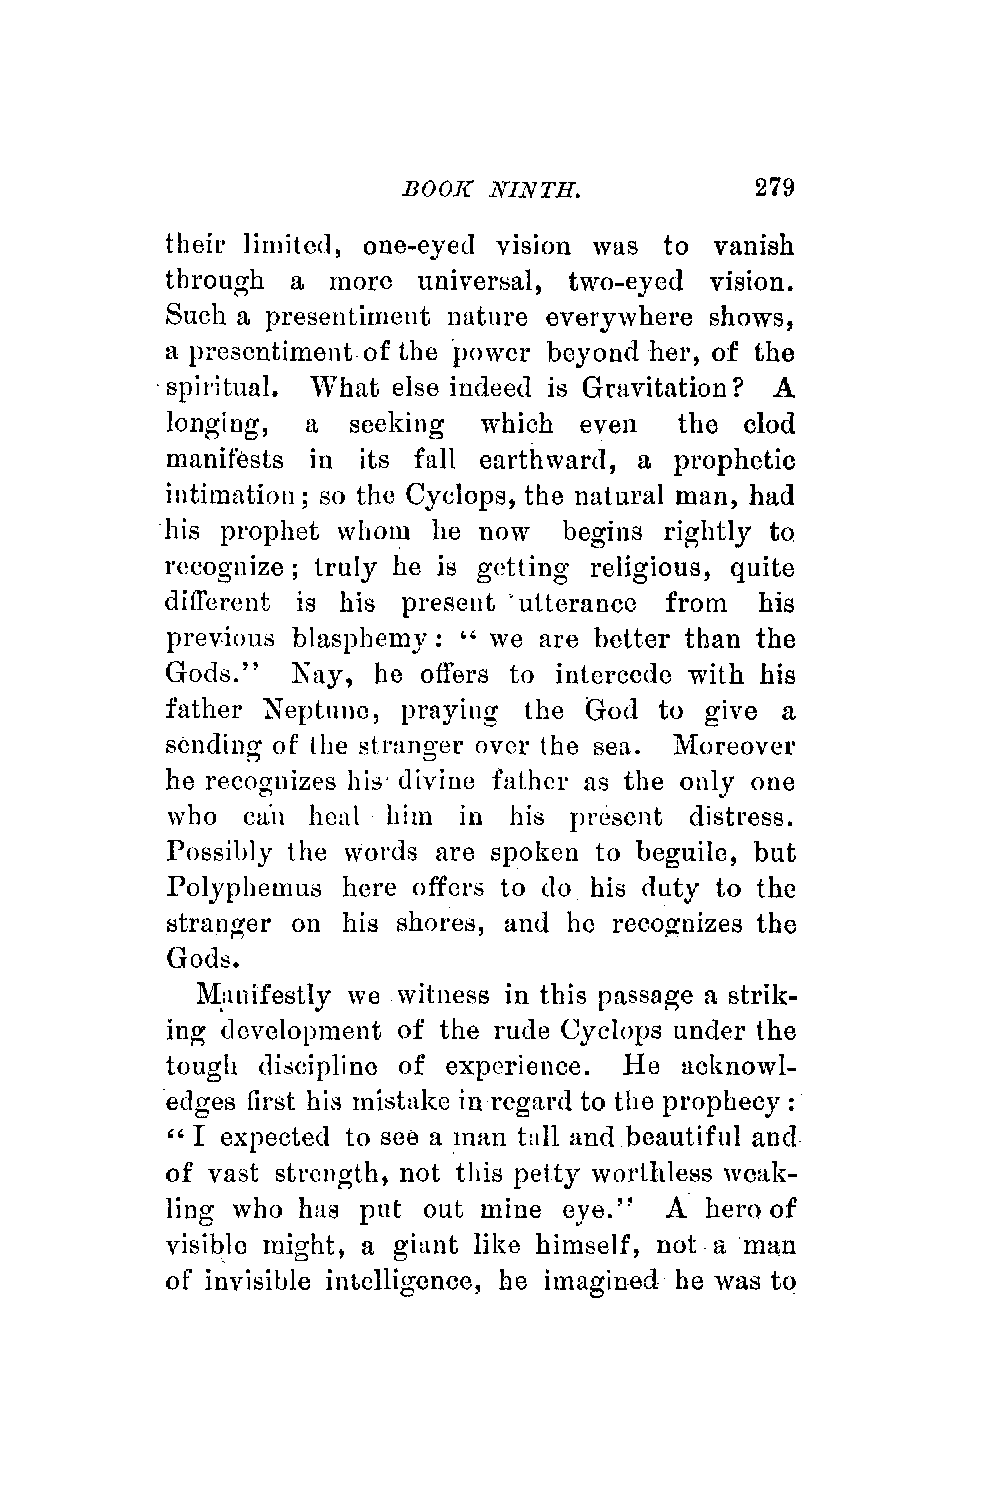 BOOK NINTH. 279
their limited, one-eyed vision was to vanish
through a more universal, two-eyed vision.
Such a presentiment nature everywhere shows,
a presentiment of the power beyond her, of the
spiritual. What else indeed is Gravitation? A
longing, a seeking which even the clod
manifests in its fall earthward, a prophetic
intimation; so the Cyclops, the natural man, had
his prophet whom he now begins rightly to
recognize; truly he is getting religious, quite
different is his present utterance from his
previous blasphemy: "we are better than the
Gods." Nay, he offers to intercede with his
father Neptune, praying the God to give a
sending of the stranger over the sea. Moreover
he recognizes his divine father as the only one
who can heal him in his present distress.
Possibly the words are spoken to beguile, but
Polyphemus here offers to do his duty to the
stranger on his shores, and he recognizes the
Gods.
Manifestly we witness in this passage a strik-
ing development of the rude Cyclops under the
tough discipline of experience. He acknowl-
edges first his mistake in regard to the prophecy:
"I expected to see a man tall and beautiful and
of vast strength, not this petty worthless weak-
ling who has put out mine eye." A hero of
visible might, a giant like himself, not a man
of invisible intelligence, he imagined he was to